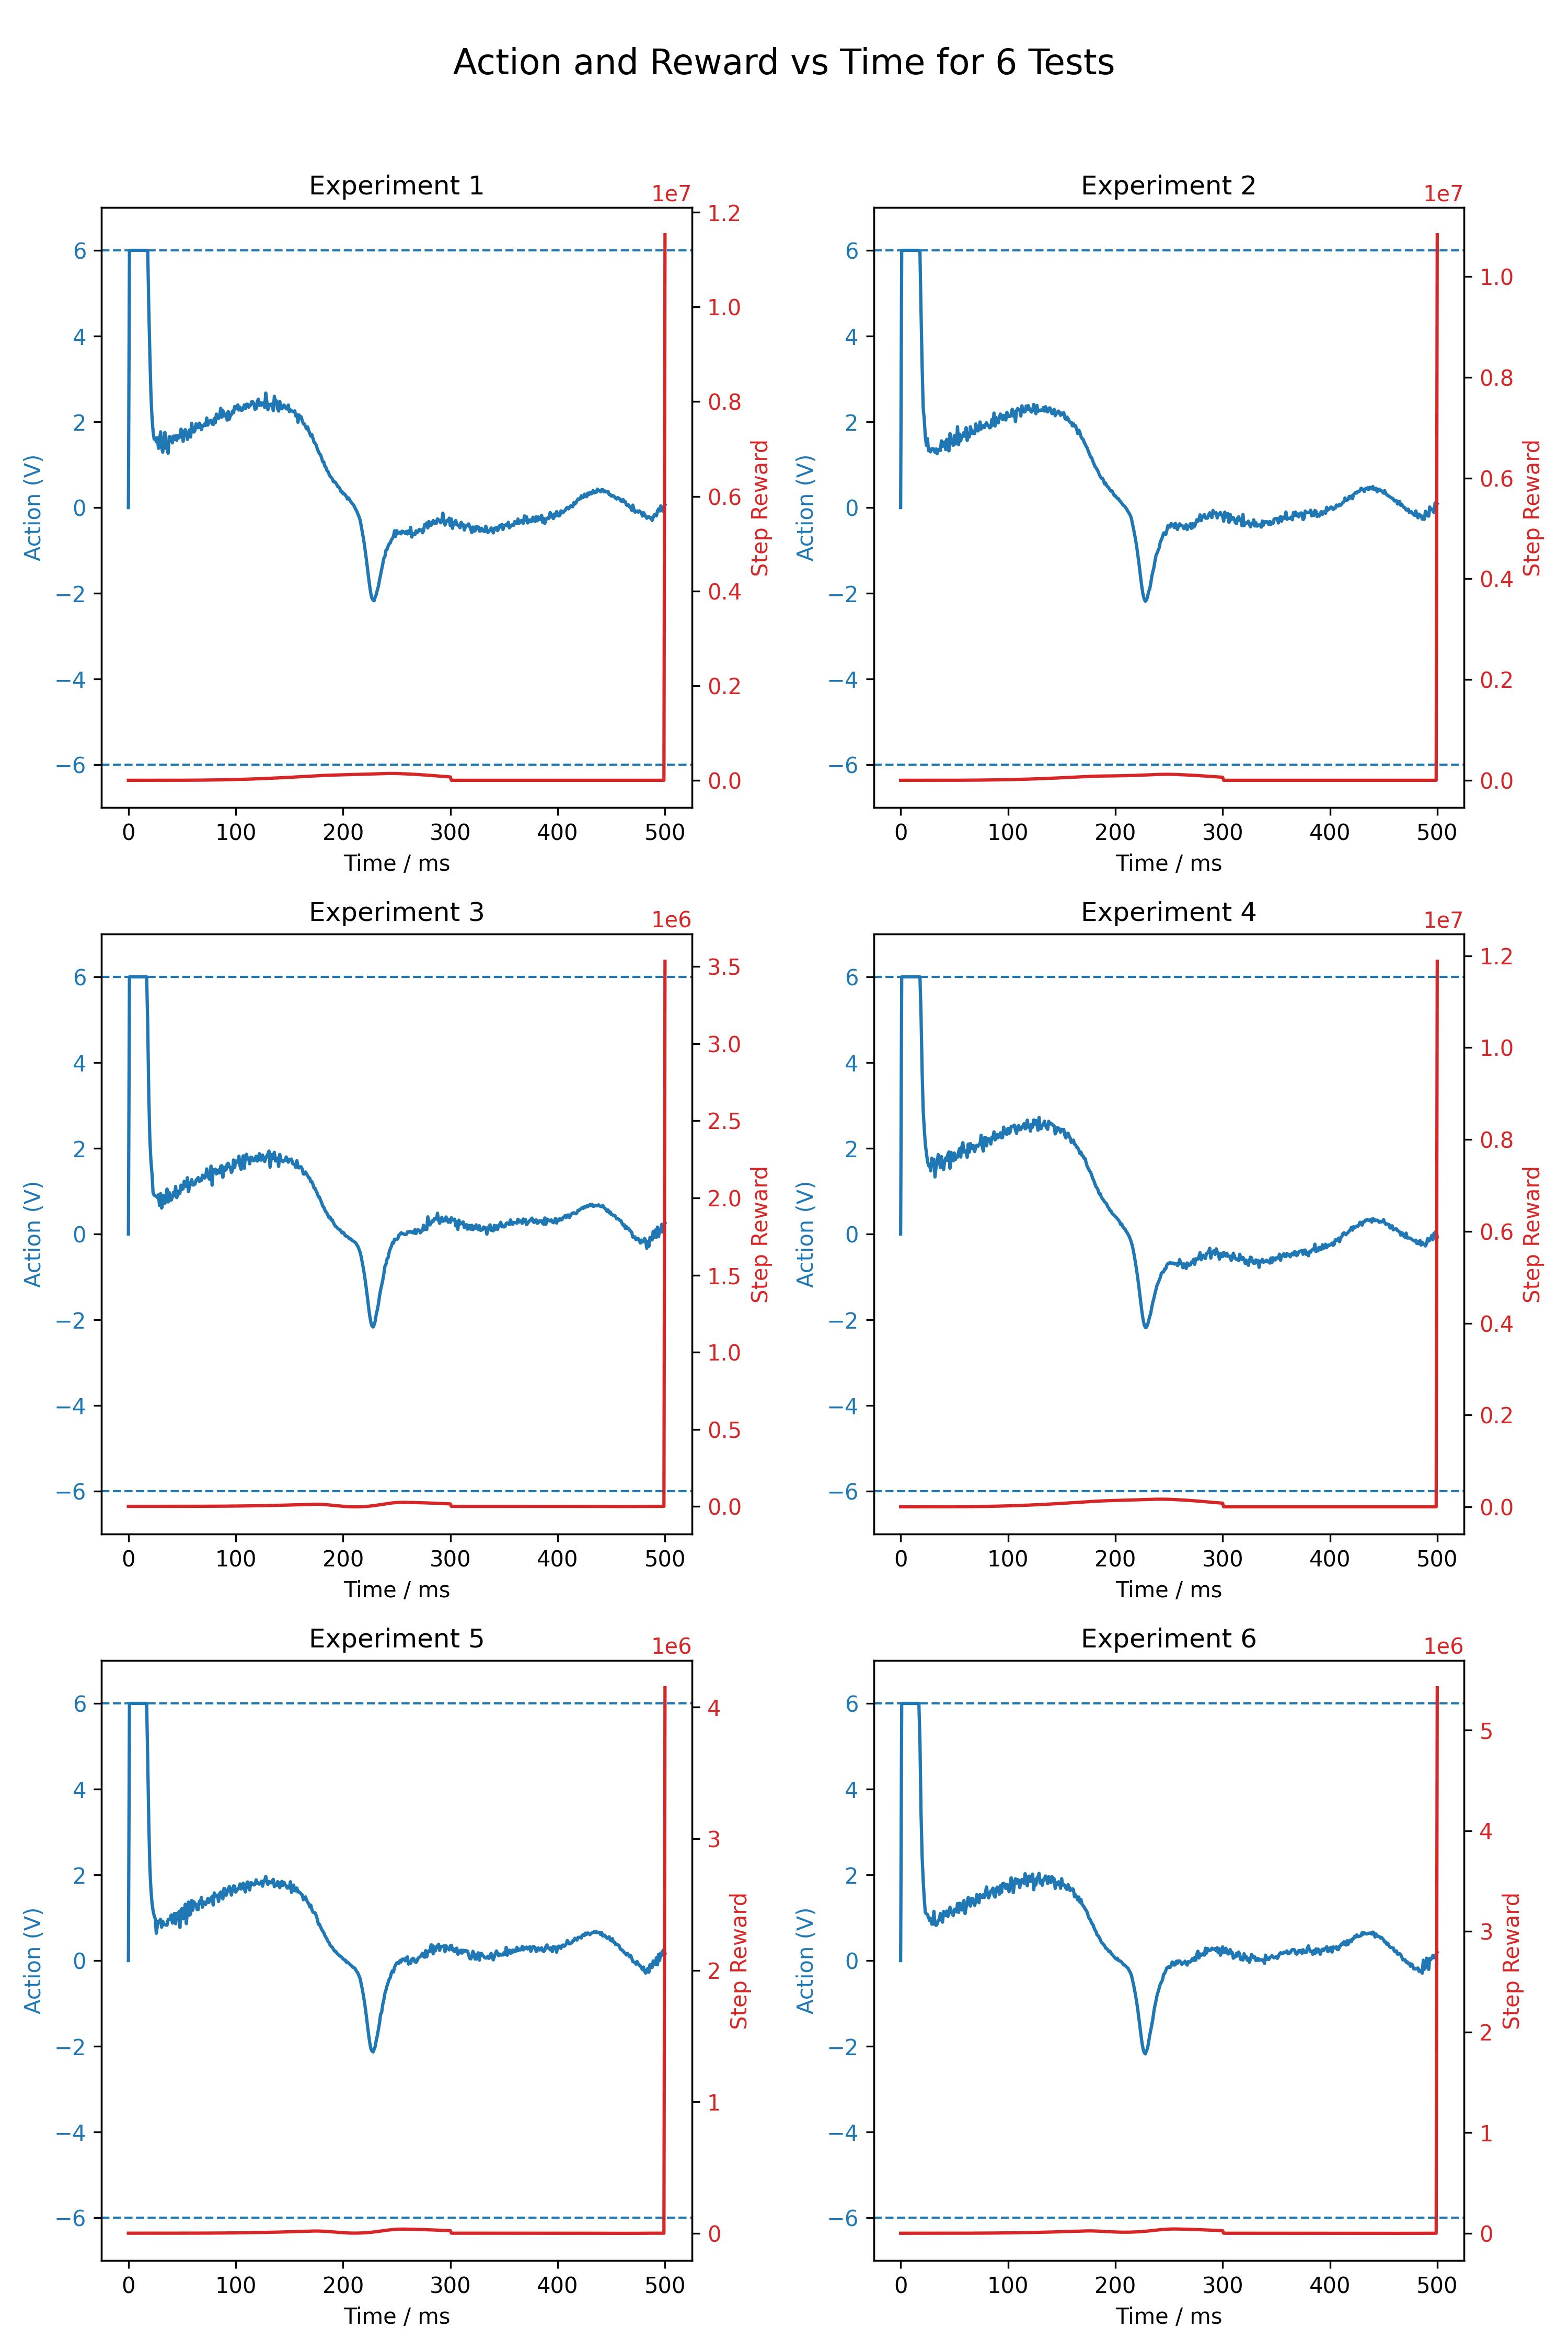 Action and Reward vs Time for 6 Tests
Experiment 1
1e7
6
4
2
0
−2
−4
−6
Action (V)
1.2
1.0
0.8
0.6
0.4
0.2
0.0
Step Reward
0 100 200 300 400 500
Time / ms
Experiment 2
1e7
6
4
2
0
−2
−4
−6
Action (V)
1.0
0.8
0.6
0.4
0.2
0.0
Step Reward
0 100 200 300 400 500
Time / ms
Experiment 3
1e6
6
4
2
0
−2
−4
−6
Action (V)
3.5
3.0
2.5
2.0
1.5
1.0
0.5
0.0
Step Reward
0 100 200 300 400 500
Time / ms
Experiment 4
1e7
6
4
2
0
−2
−4
−6
Action (V)
1.2
1.0
0.8
0.6
0.4
0.2
0.0
Step Reward
0 100 200 300 400 500
Time / ms
Experiment 5
1e6
6
4
2
0
−2
−4
−6
Action (V)
4
3
2
1
0
Step Reward
0 100 200 300 400 500
Time / ms
Experiment 6
1e6
6
4
2
0
−2
−4
−6
Action (V)
5
4
3
2
1
0
Step Reward
0 100 200 300 400 500
Time / ms